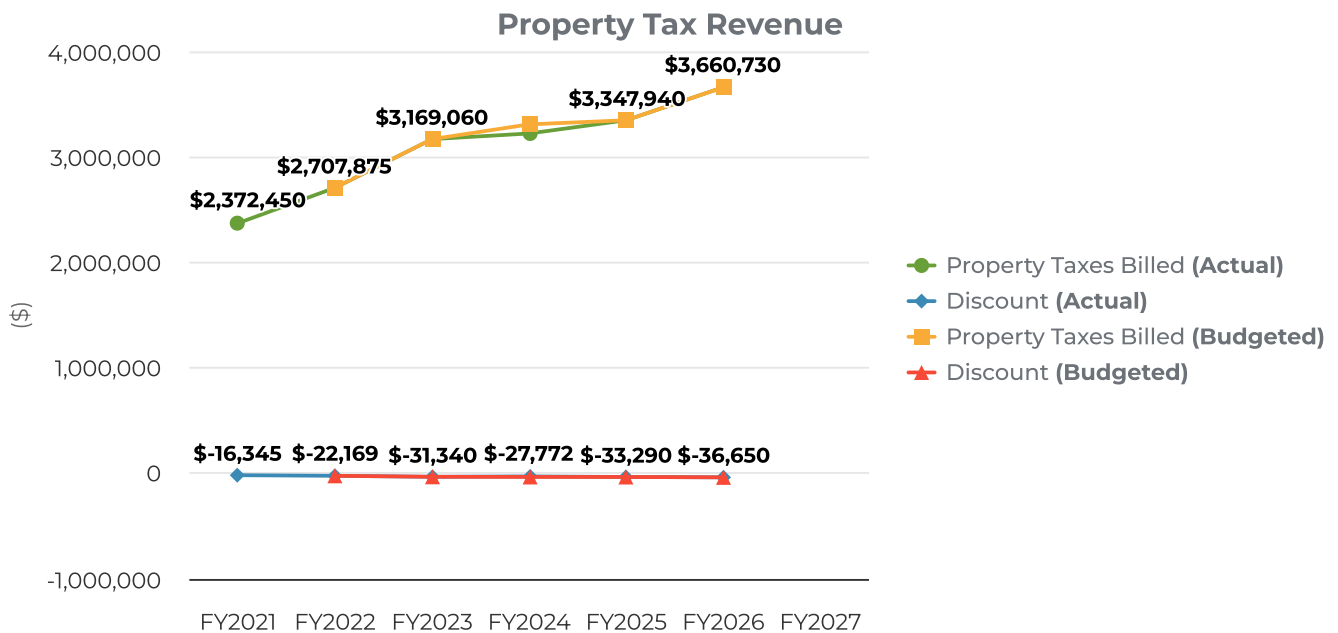 Property Tax Revenue
4,000,000
3,000,000
2,000,000
1,000,000
0
-1,000,000
($)
$2,372,450
$2,707,875
$3,169,060
$3,347,940
$3,660,730
$-16,345 $-22,169 $-31,340 $-27,772 $-33,290 $-36,650
FY2021 FY2022 FY2023 FY2024 FY2025 FY2026 FY2027
Property Taxes Billed (Actual)
Discount (Actual)
Property Taxes Billed (Budgeted)
Discount (Budgeted)